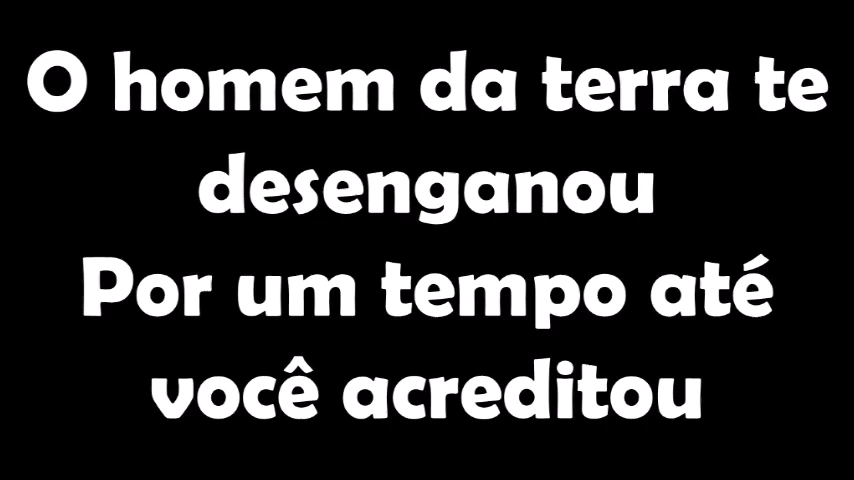 O homem da terra te
desenganou
Por um tempo até
você acreditou